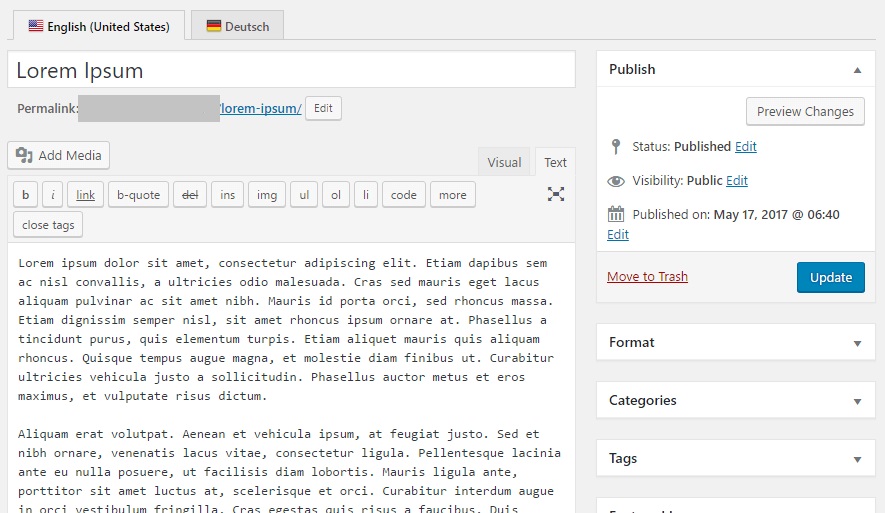 English (United States) Deutsch
Lorem Ipsum
Permalink: /lorem-ipsum/ Edit
Add Media
Visual Text
b i link b-quote del ins img ul ol li code more
close tags
Lorem ipsum dolor sit amet, consectetur adipiscing elit. Etiam dapibus sem
ac nisl convallis, a ultricies odio malesuada. Cras sed mauris eget lacus
aliquam pulvinar ac sit amet nibh. Mauris id porta orci, sed rhoncus massa.
Etiam dignissim semper nisl, sit amet rhoncus ipsum ornare at. Phasellus a
tincidunt purus, quis elementum turpis. Etiam aliquet mauris quis aliquam
rhoncus. Quisque tempus augue magna, et molestie diam finibus ut. Curabitur
ultricies vehicula justo a sollicitudin. Phasellus auctor metus et eros
maximus, et vulputate risus dictum.
Aliquam erat volutpat. Aenean et vehicula ipsum, at feugiat justo. Sed et
nibh ornare, venenatis lacus vitae, consectetur ligula. Pellentesque lacinia
ante eu nulla posuere, ut facilisis diam lobortis. Mauris ligula ante,
porttitor sit amet luctus at, scelerisque et orci. Curabitur interdum augue
in orci vestibulum fringilla. Cras egestas quis risus a faucibus. Duis
Publish
Preview Changes
Status: Published Edit
Visibility: Public Edit
Published on: May 17, 2017 @ 06:40
Edit
Move to Trash Update
Format
Categories
Tags